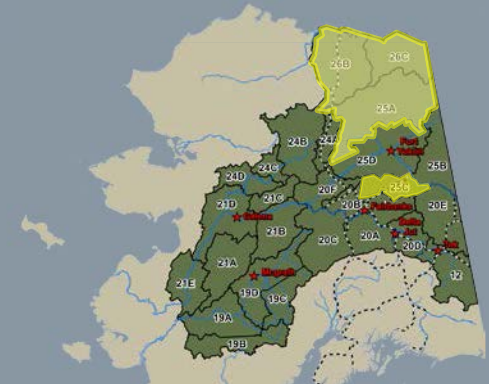 26B
26C
25A
24B
24A
Fort
Yukon
25D
25B
24C
24D
20F
25C
21D
21C
20B
Fairbanks
20E
Galena
21B
Delta
Jct
20C
20A
20D
Tok
21A
Mcgrath
12
21E
19D
19C
19A
19B